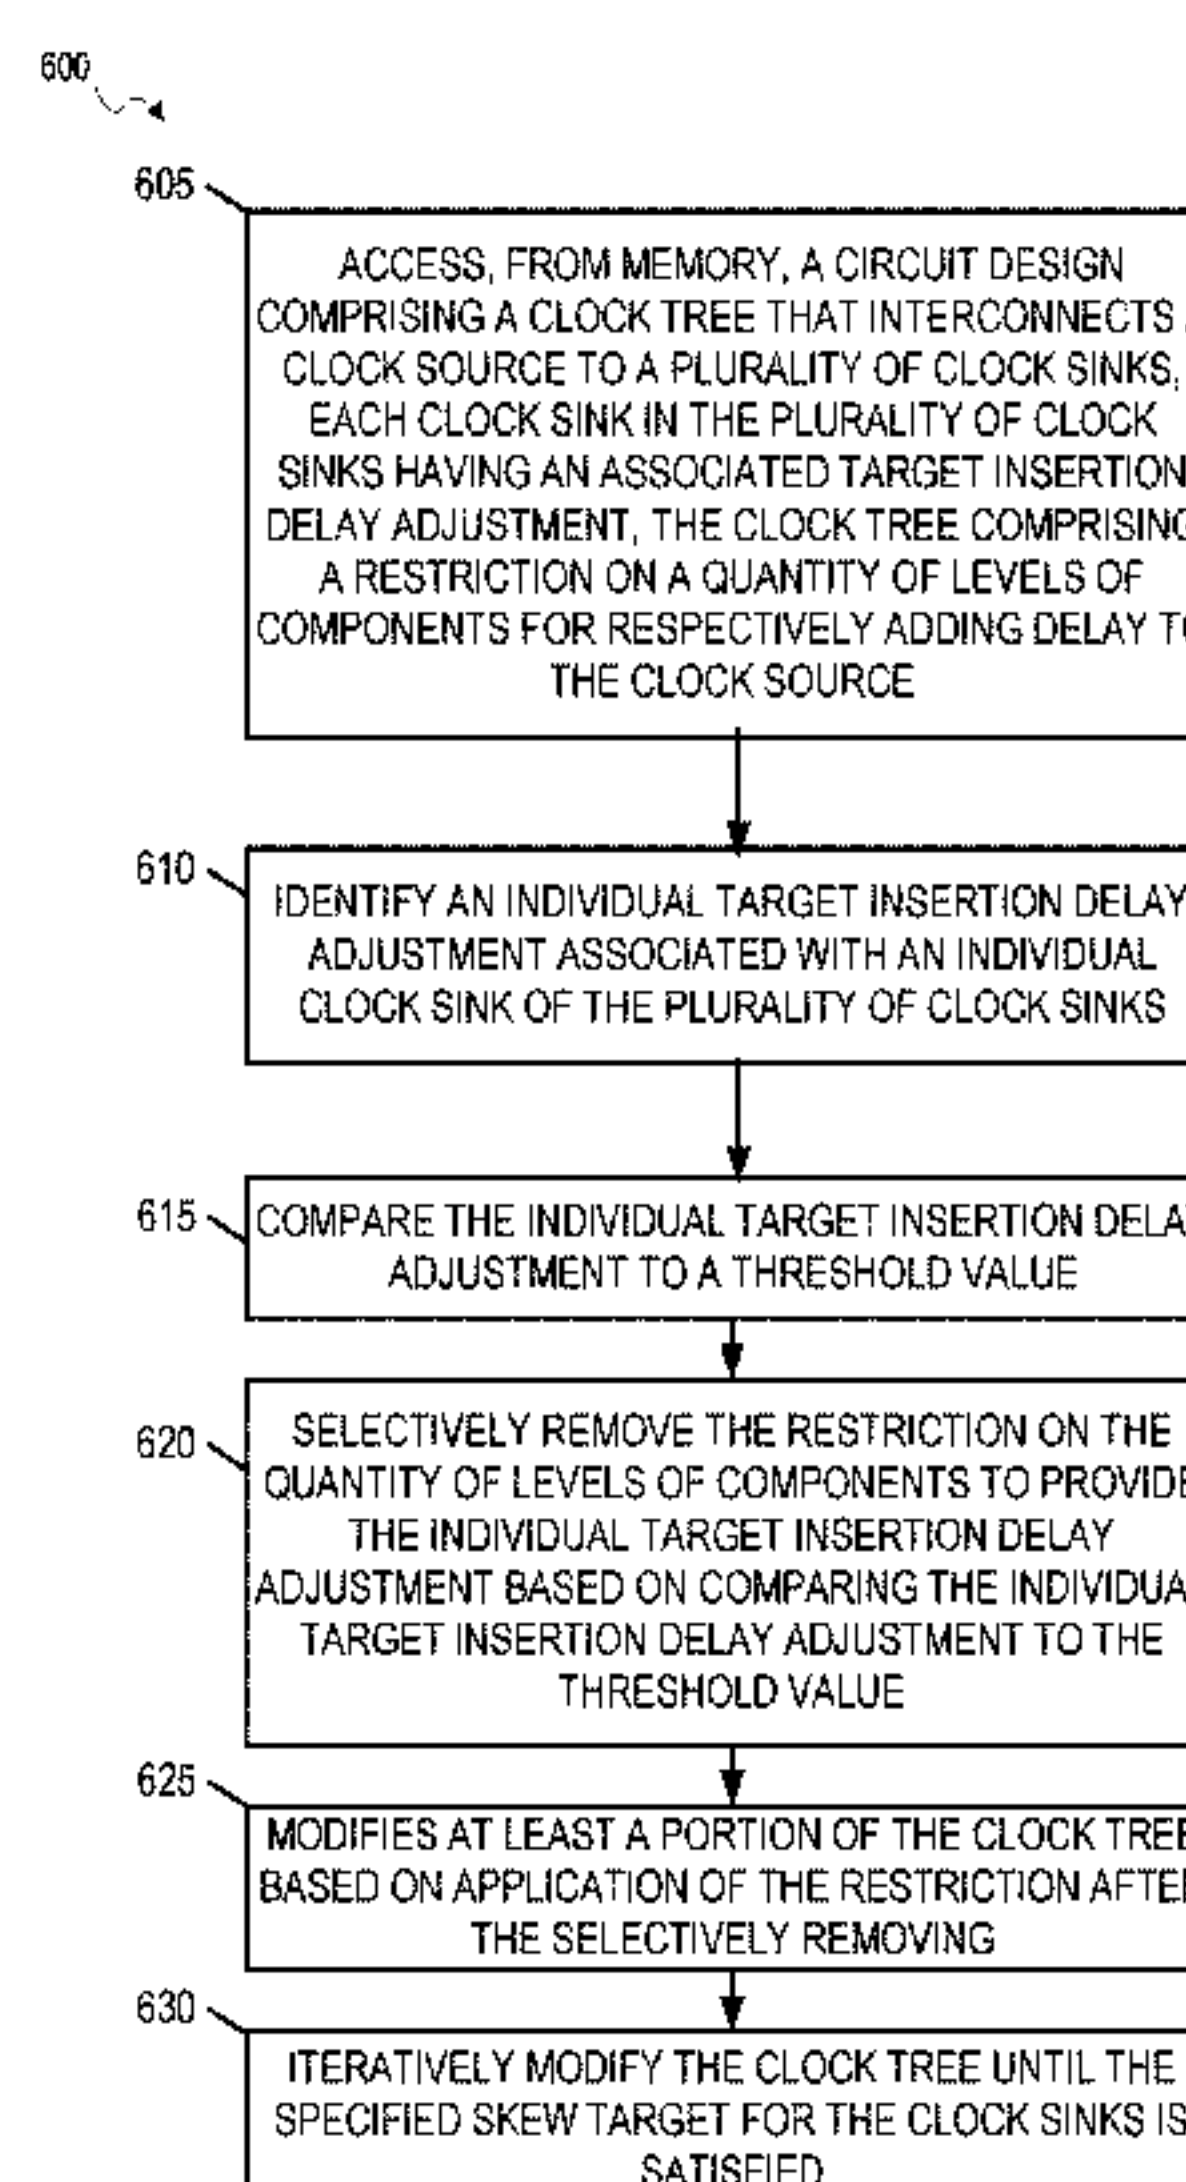 600
605
ACCESS, FROM MEMORY, A CIRCUIT DESIGN
COMPRISING A CLOCK TREE THAT INTERCONNECTS
CLOCK SOURCE TO A PLURALITY OF CLOCK SINKS,
EACH CLOCK SINK IN THE PLURALITY OF CLOCK
SINKS HAVING AN ASSOCIATED TARGET INSERTION
DELAY ADJUSTMENT, THE CLOCK TREE COMPRISING
A RESTRICTION ON A QUANTITY OF LEVELS OF
COMPONENTS FOR RESPECTIVELY ADDING DELAY TO
THE CLOCK SOURCE
610
IDENTIFY AN INDIVIDUAL TARGET INSERTION DELAY
ADJUSTMENT ASSOCIATED WITH AN INDIVIDUAL
CLOCK SINK OF THE PLURALITY OF CLOCK SINKS
615
COMPARE THE INDIVIDUAL TARGET INSERTION DELAY
ADJUSTMENT TO A THRESHOLD VALUE
620
SELECTIVELY REMOVE THE RESTRICTION ON THE
QUANTITY OF LEVELS OF COMPONENTS TO PROVIDE
THE INDIVIDUAL TARGET INSERTION DELAY
ADJUSTMENT BASED ON COMPARING THE INDIVIDUA
TARGET INSERTION DELAY ADJUSTMENT TO THE
THRESHOLD VALUE
625
MODIFIES AT LEAST A PORTION OF THE CLOCK TREE
BASED ON APPLICATION OF THE RESTRICTION AFTER
THE SELECTIVELY REMOVING
630
ITERATIVELY MODIFY THE CLOCK TREE UNTIL THE
SPECIFIED SKEW TARGET FOR THE CLOCK SINKS IS
SATISFIED